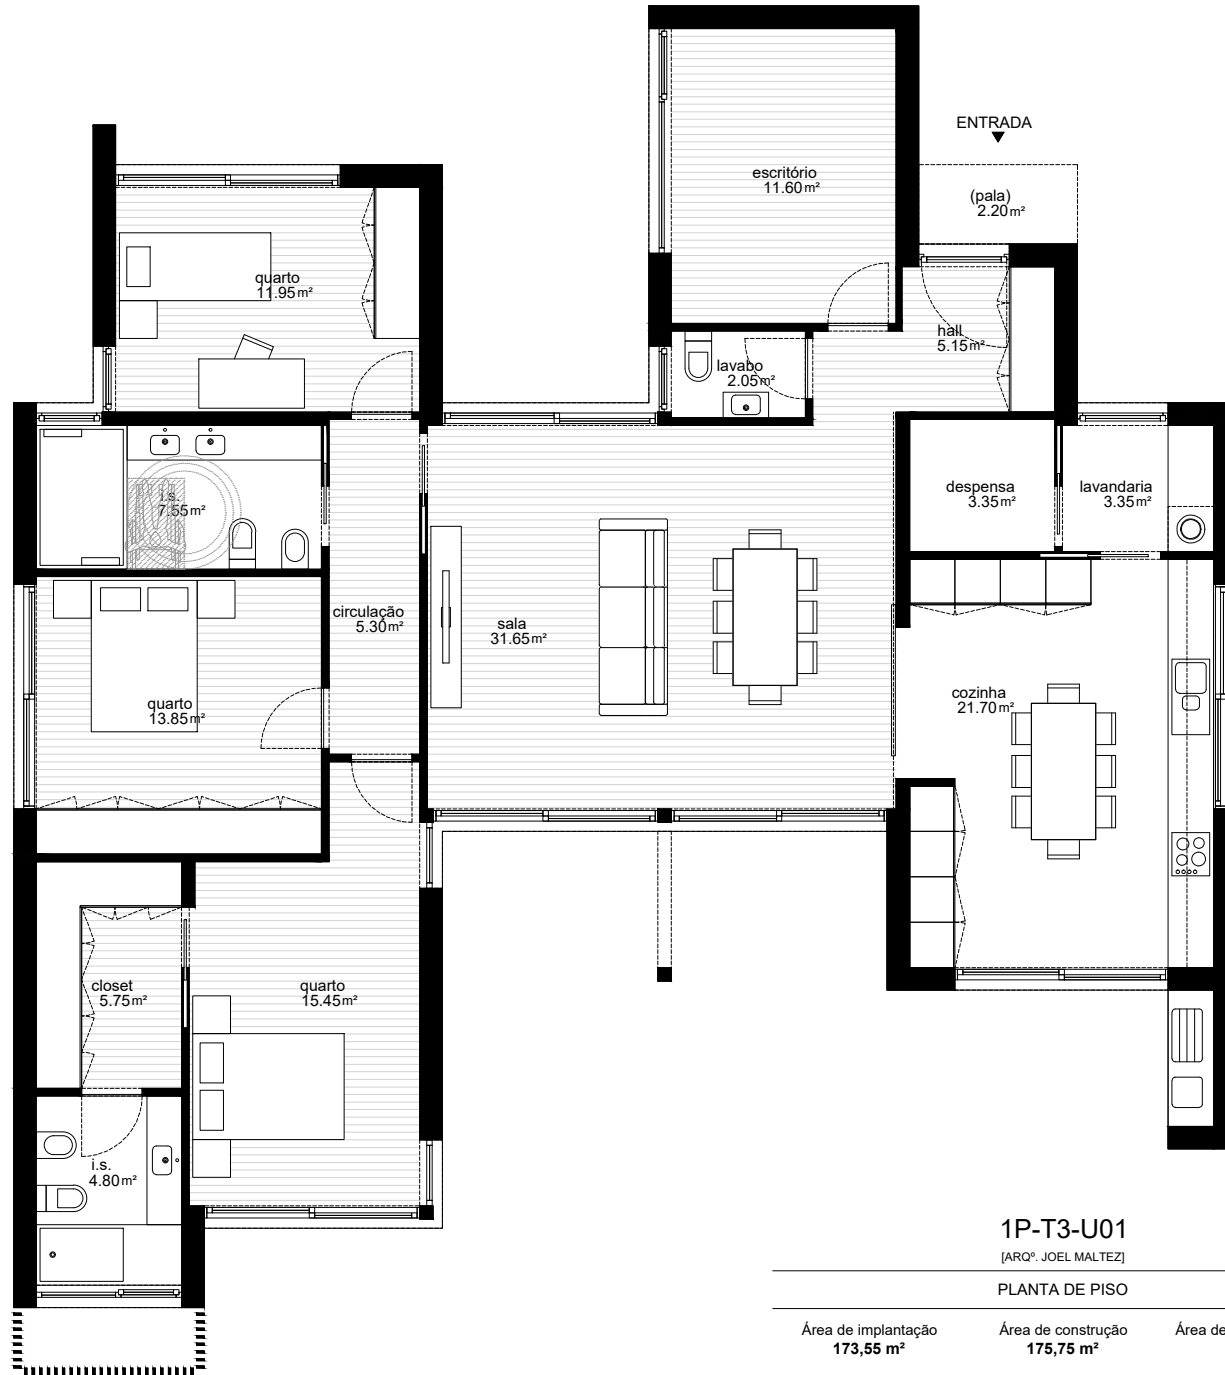 ENTRADA
escritório
11.60m²
(pala)
2.20m²
quarto
11.95m²
hall
5.15m²
lavabo
2.05m²
i.s.
7.55m²
despensa
3.35m²
lavandaria
3.35m²
circulação
5.30m²
sala
31.65m²
quarto
13.85m²
cozinha
21.70m²
closet
5.75m²
quarto
15.45m²
i.s.
4.80m²
1P-T3-U01
[ARQº. JOEL MALTEZ]
PLANTA DE PISO
Área de implantação
173,55 m²
Área de construção
175,75 m²
Área de